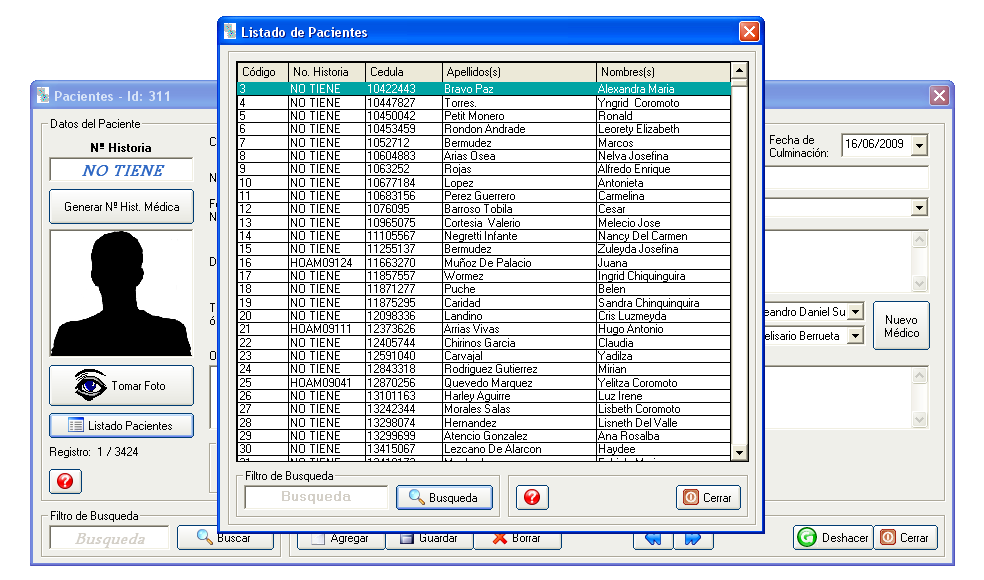 Listado de Pacientes
Código No. Historia Cedula Apellidos(s) Nombres(s)
3 NO TIENE 10422443 Bravo Paz Alexandra Maria
4 NO TIENE 10447827 Torres. Yngrid Coromoto
5 NO TIENE 10450042 Petit Monero Ronald
6 NO TIENE 10453459 Rondon Andrade Leorety Elizabeth
7 NO TIENE 1052712 Bermudez Marcos
8 NO TIENE 10604883 Arias Osea Nelva Josefina
9 NO TIENE 1063252 Rojas Alfredo Enrique
10 NO TIENE 10677184 Lopez Antonieta
11 NO TIENE 10683156 Perez Guerrero Carmelina
12 NO TIENE 1076095 Barroso Tobila Cesar
13 NO TIENE 10965075 Cortesia Valerio Melecio Jose
14 NO TIENE 11105567 Negretti Infante Nancy Del Carmen
15 NO TIENE 11255137 Bermudez Zuleyda Josefina
16 HOAM09124 11663270 Muñoz De Palacio Juana
17 NO TIENE 11857557 Wormez Ingrid Chiquinguira
18 NO TIENE 11871277 Puche Belen
19 NO TIENE 11875295 Caridad Sandra Chinquinquira
20 NO TIENE 12098336 Landino Cris Luzmeyda
21 HOAM09111 12373626 Arrias Vivas Hugo Antonio
22 NO TIENE 12405744 Chirinos Garcia Claudia
23 NO TIENE 12591040 Carvajal Yadilza
24 NO TIENE 12843318 Rodriguez Gutierrez Mirian
25 HOAM09041 12870256 Quevedo Marquez Yelitza Coromoto
26 NO TIENE 13101163 Harley Aguirre Luz Irene
27 NO TIENE 13242344 Morales Salas Lisbeth Coromoto
28 NO TIENE 13298074 Hernandez Lisneth Del Valle
29 NO TIENE 13299699 Atencio Gonzalez Ana Rosalba
30 NO TIENE 13415067 Lezcano De Alarcon Haydee
Filtro de Busqueda
Busqueda Busqueda Cerrar
Pacientes - Id: 311
Datos del Paciente
Nº Historia
NO TIENE
Generar Nº Hist. Médica
Tomar Foto
Listado Pacientes
Registro: 1 / 3424
Fecha de
Culminación: 16/06/2009
eandro Daniel Su
elisario Berrueta
Nuevo
Médico
Filtro de Busqueda
Busqueda Buscar Agregar Guardar Borrar Deshacer Cerrar